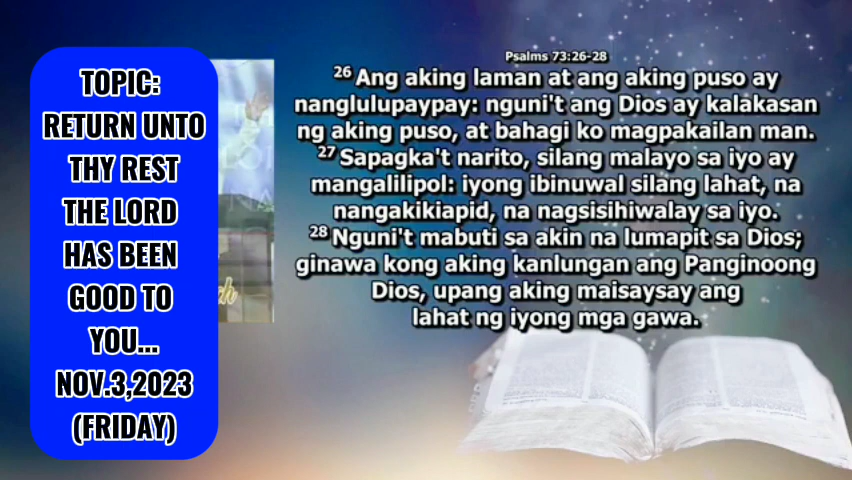 TOPIC:
RETURN UNTO
THY REST
THE LORD
HAS BEEN
GOOD TO
YOU...
NOV.3,2023
(FRIDAY)
Psalms 73:26-28
26 Ang aking laman at ang aking puso ay
nanglulupaypay: nguni't ang Dios ay kalakasan
ng aking puso, at bahagi ko magpakailan man.
27 Sapagka't narito, silang malayo sa iyo ay
mangalilipol: iyong ibinuwal silang lahat, na
nangakikiapid, na nagsisihiwalay sa iyo.
28 Nguni't mabuti sa akin na lumapit sa Dios;
ginawa kong aking kanlungan ang Panginoong
Dios, upang aking maisaysay ang
lahat ng iyong mga gawa.